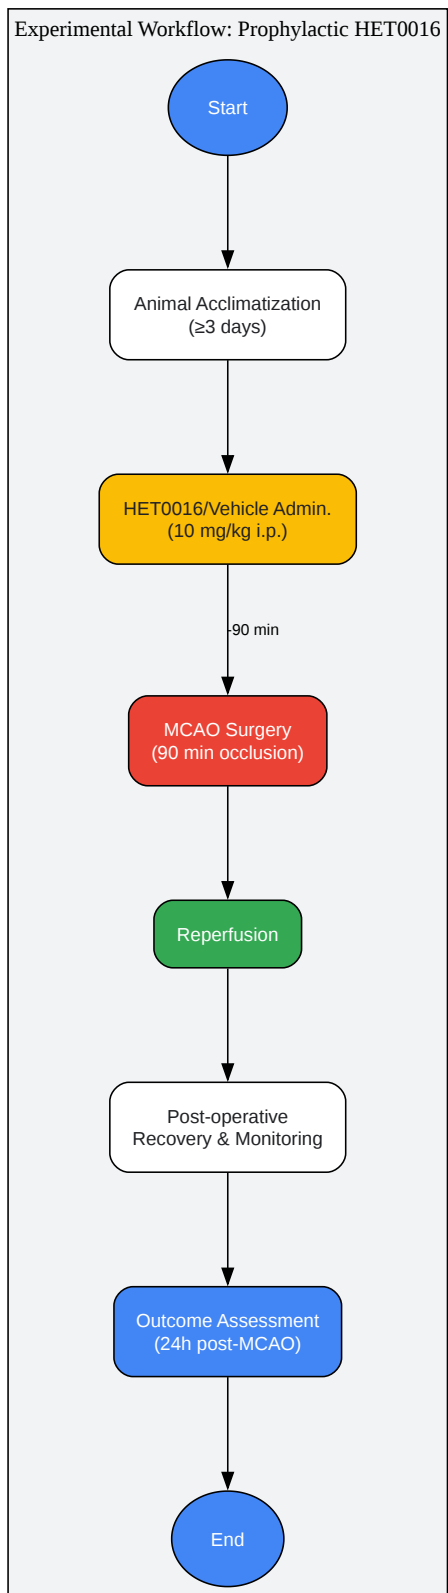 Experimental Workflow: Prophylactic HET0016
Start
Animal Acclimatization
(≥3 days)
HET0016/Vehicle Admin.
(10 mg/kg i.p.)
-90 min
MCAO Surgery
(90 min occlusion)
Reperfusion
Post-operative
Recovery & Monitoring
Outcome Assessment
(24h post-MCAO)
End